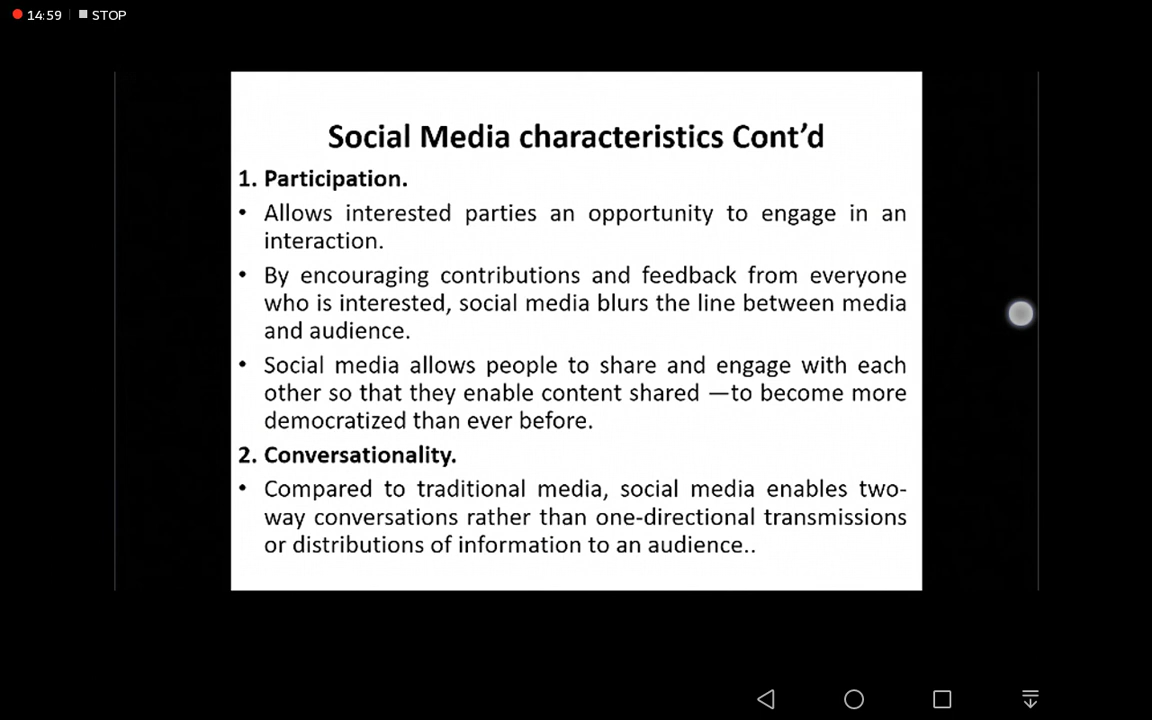 14:59 STOP
Social Media characteristics Cont'd
1. Participation.
• Allows interested parties an opportunity to engage in an
interaction.
• By encouraging contributions and feedback from everyone
who is interested, social media blurs the line between media
and audience.
• Social media allows people to share and engage with each
other so that they enable content shared —to become more
democratized than ever before.
2. Conversationality.
• Compared to traditional media, social media enables two-
way conversations rather than one-directional transmissions
or distributions of information to an audience..